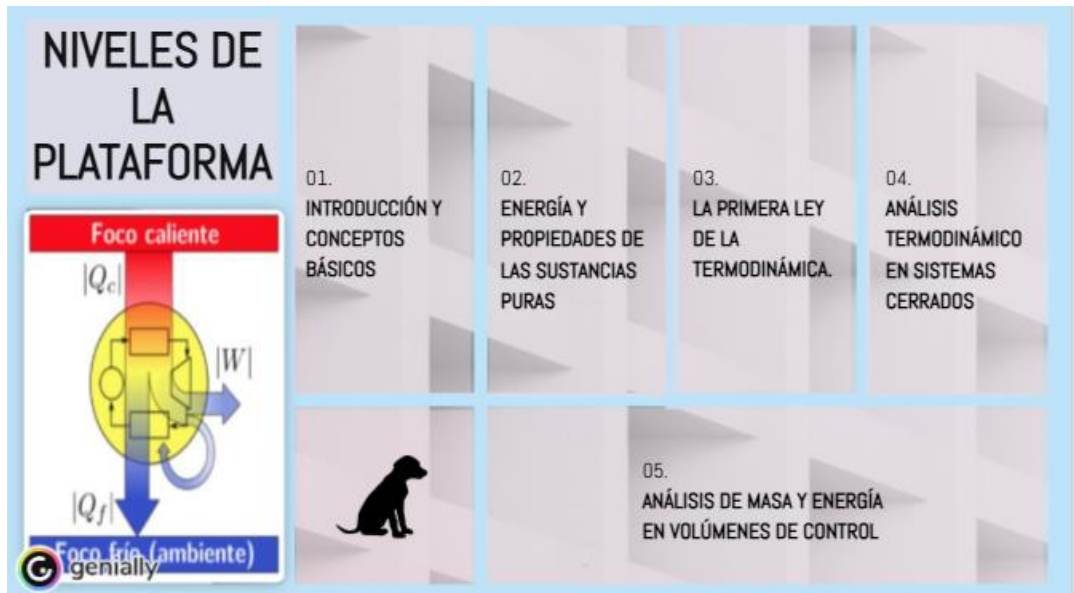 NIVELES DE
LA
PLATAFORMA
Foco caliente
|Qc|
|W|
|Qf|
Foco frío (ambiente)
genially
01.
INTRODUCCIÓN Y
CONCEPTOS
BÁSICOS
02.
ENERGÍA Y
PROPIEDADES DE
LAS SUSTANCIAS
PURAS
03.
LA PRIMERA LEY
DE LA
TERMODINÁMICA.
04.
ANÁLISIS
TERMODINÁMICO
EN SISTEMAS
CERRADOS
05.
ANÁLISIS DE MASA Y ENERGÍA
EN VOLÚMENES DE CONTROL